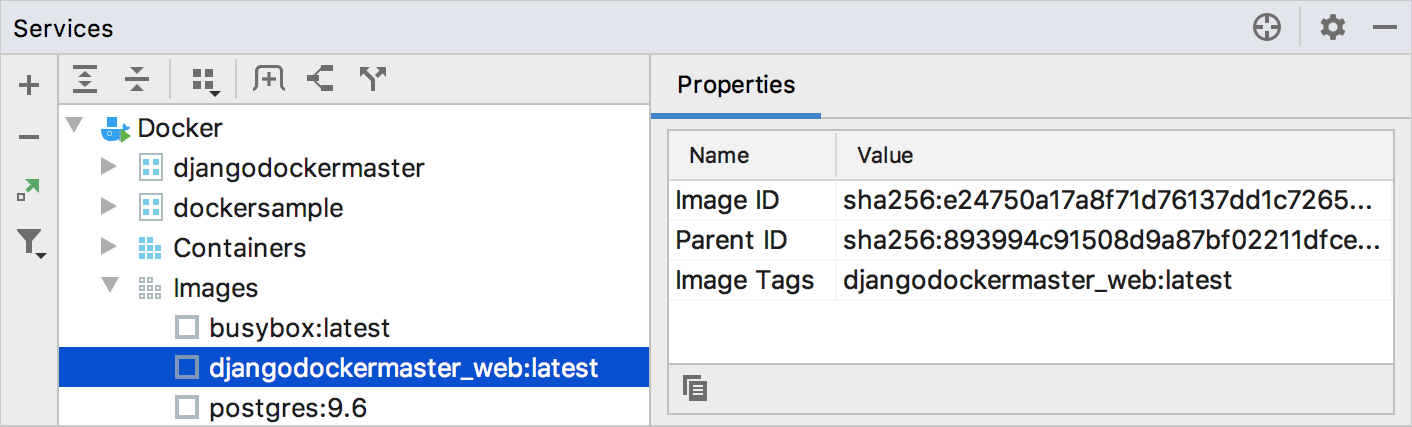 Services
Properties
Docker
djangodockermaster
dockersample
Containers
Images
busybox:latest
djangodockermaster_web:latest
postgres:9.6
Name Value
Image ID sha256:e24750a17a8f71d76137dd1c7265...
Parent ID sha256:893994c91508d9a87bf02211dfce...
Image Tags djangodockermaster_web:latest